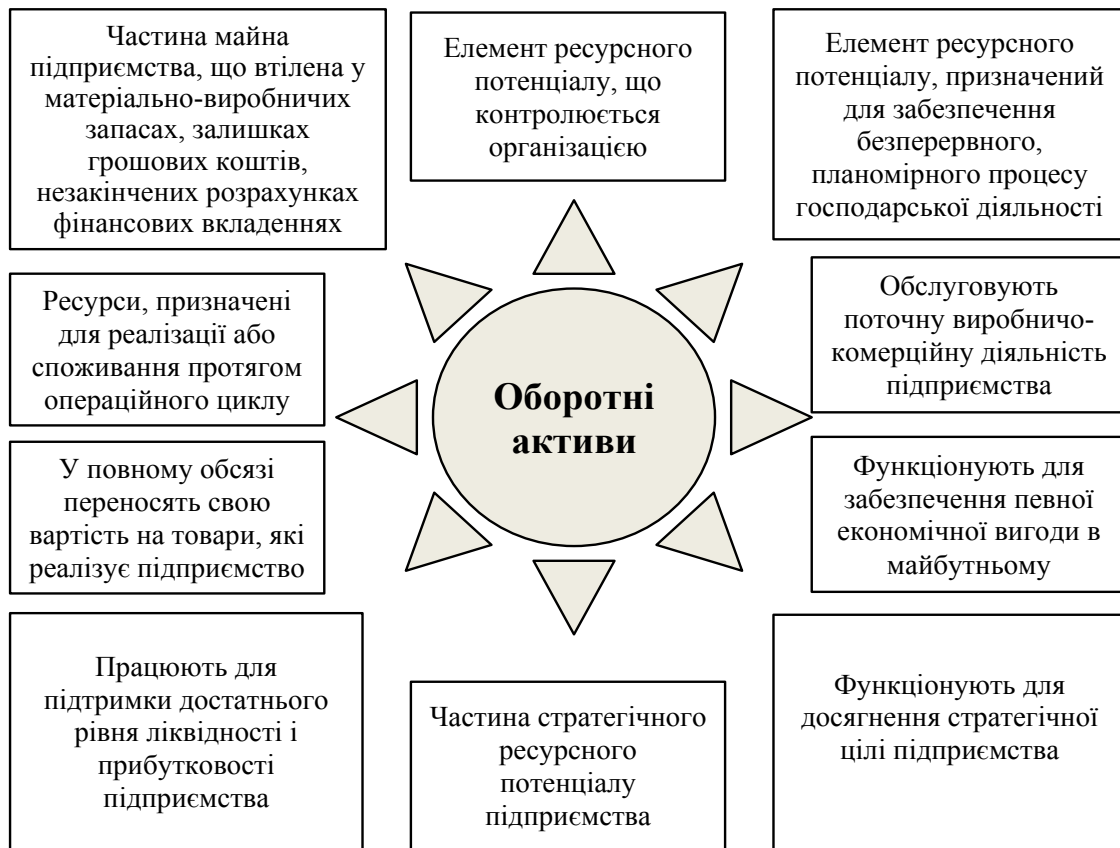 Частина майна
підприємства, що втілена у
матеріально-виробничих
запасах, залишках
грошових коштів,
незакінчених розрахунках
фінансових вкладеннях
Елемент ресурсного
потенціалу, що
контролюється
організацією
Елемент ресурсного
потенціалу, призначений
для забезпечення
безперервного,
планомірного процесу
господарської діяльності
Ресурси, призначені
для реалізації або
споживання протягом
операційного циклу
Обслуговують
поточну виробничо-
комерційну діяльність
підприємства
Оборотні
активи
У повному обсязі
переносять свою
вартість на товари, які
реалізує підприємство
Функціонують для
забезпечення певної
економічної вигоди в
майбутньому
Працюють для
підтримки достатнього
рівня ліквідності і
прибутковості
підприємства
Частина стратегічного
ресурсного
потенціалу
підприємства
Функціонують для
досягнення стратегічної
цілі підприємства